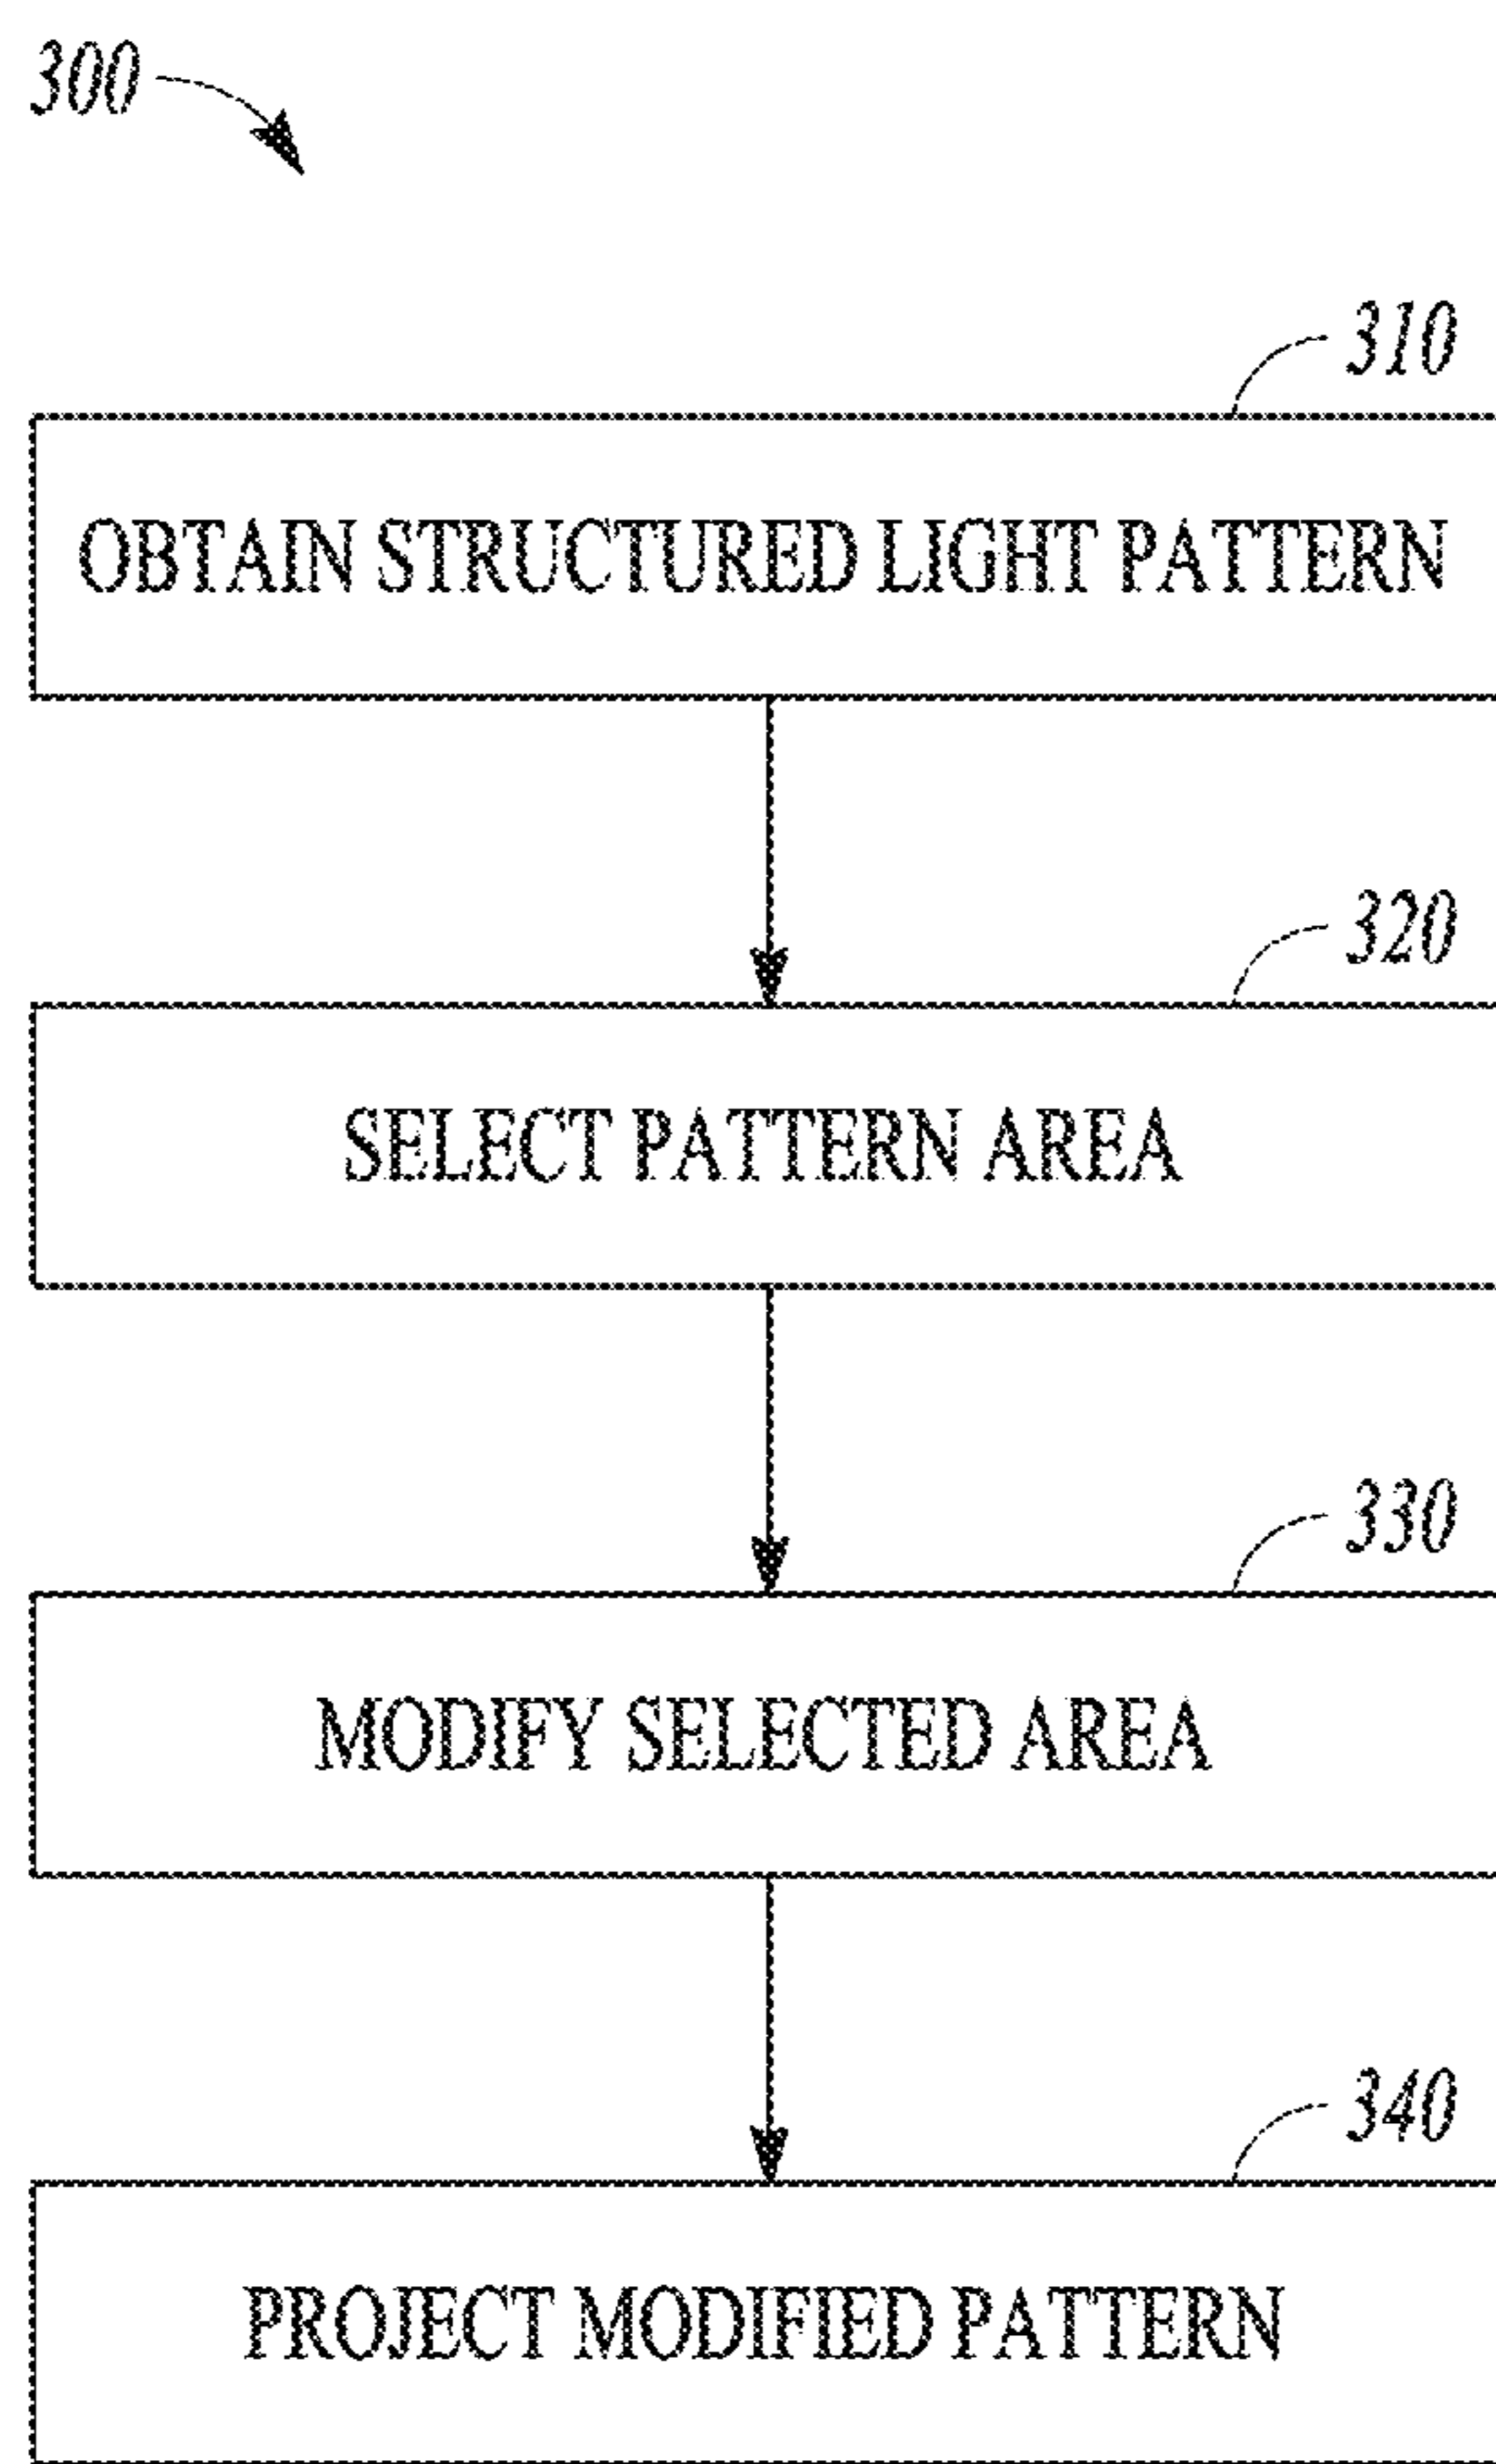 300
310
OBTAIN STRUCTURED LIGHT PATTERN
320
SELECT PATTERN AREA
330
MODIFY SELECTED AREA
340
PROJECT MODIFIED PATTERN